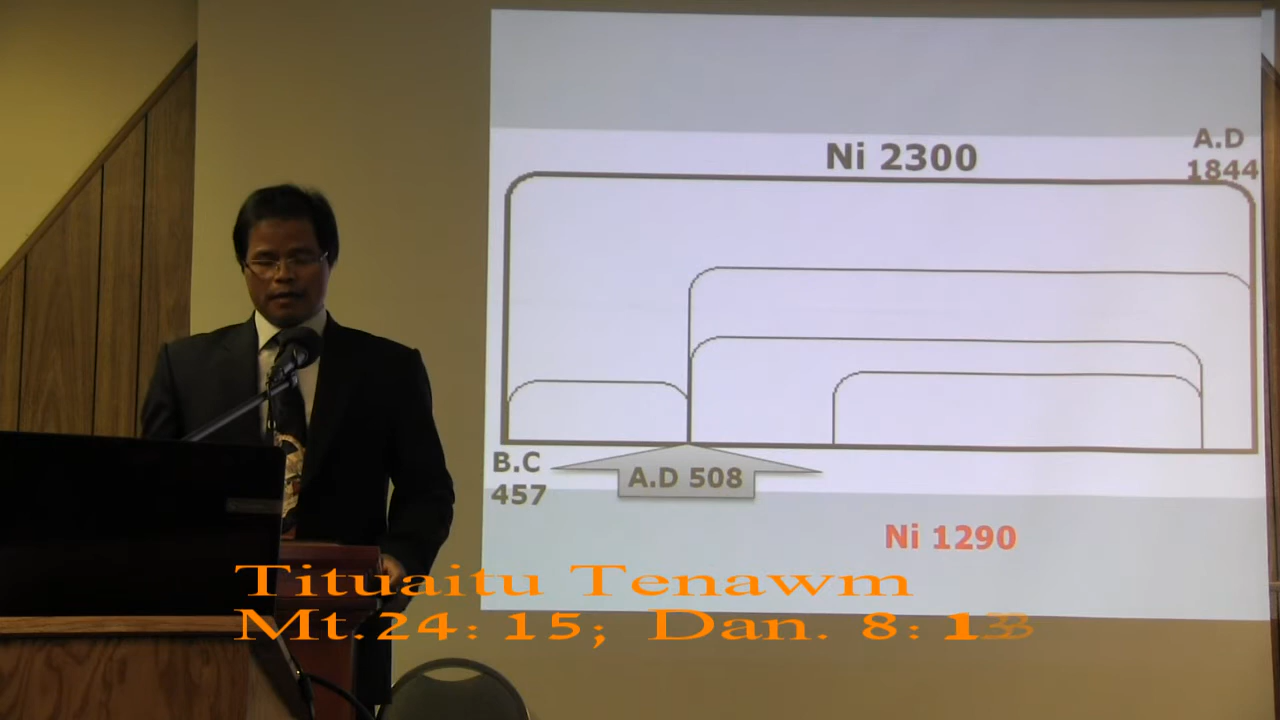 Ni 2300
A.D
1844
B.C
457
A.D 508
Ni 1290
Tituaitu Tenawm
Mt.24:15; Dan. 8:13